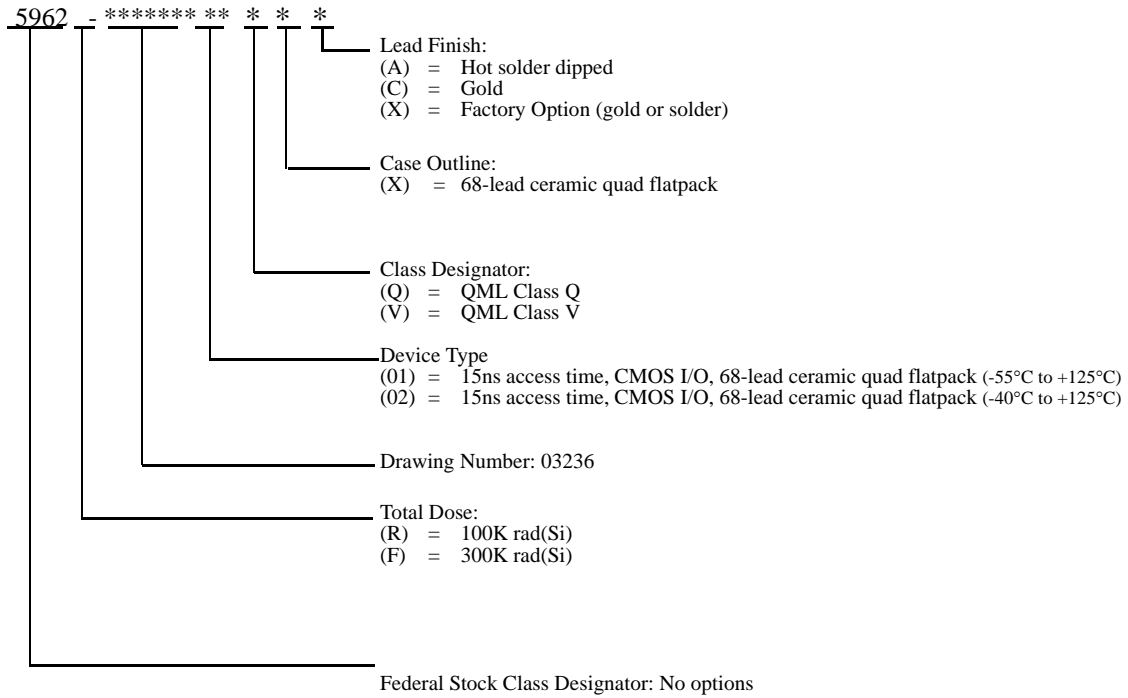 5962 - ******* ** * * *
Lead Finish:
(A) = Hot solder dipped
(C) = Gold
(X) = Factory Option (gold or solder)
Case Outline:
(X) = 68-lead ceramic quad flatpack
Class Designator:
(Q) = QML Class Q
(V) = QML Class V
Device Type
(01) = 15ns access time, CMOS I/O, 68-lead ceramic quad flatpack (-55°C to +125°C)
(02) = 15ns access time, CMOS I/O, 68-lead ceramic quad flatpack (-40°C to +125°C)
Drawing Number: 03236
Total Dose:
(R) = 100K rad(Si)
(F) = 300K rad(Si)
Federal Stock Class Designator: No options